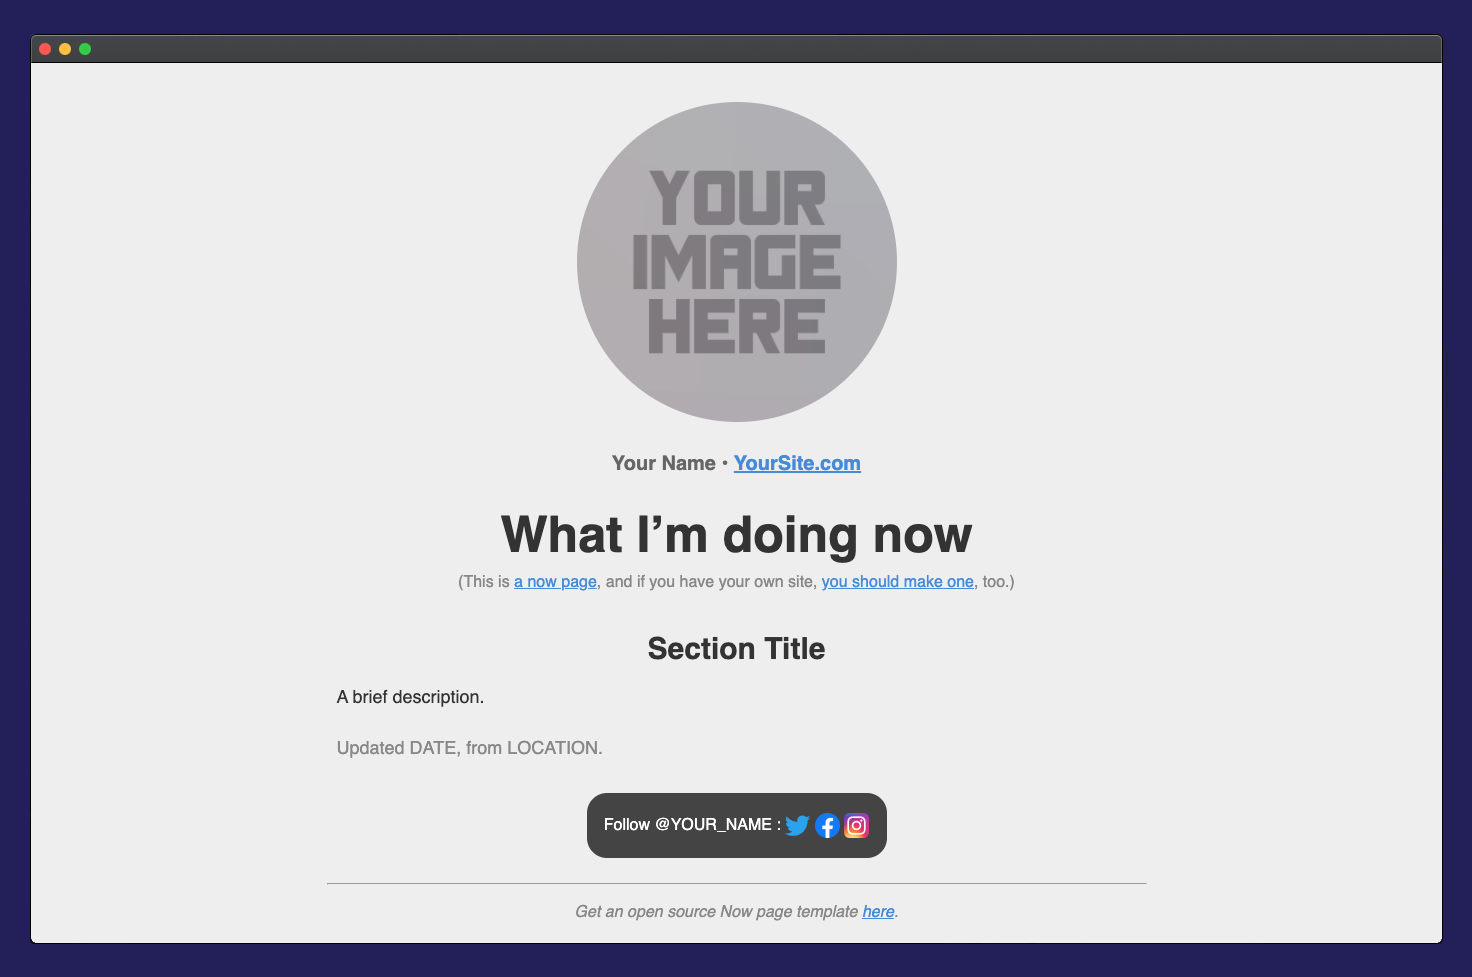 YOUR
IMAGE
HERE
Your Name • YourSite.com
What I’m doing now
(This is a now page, and if you have your own site, you should make one, too.)
Section Title
A brief description.
Updated DATE, from LOCATION.
Follow @YOUR_NAME :
Get an open source Now page template here.